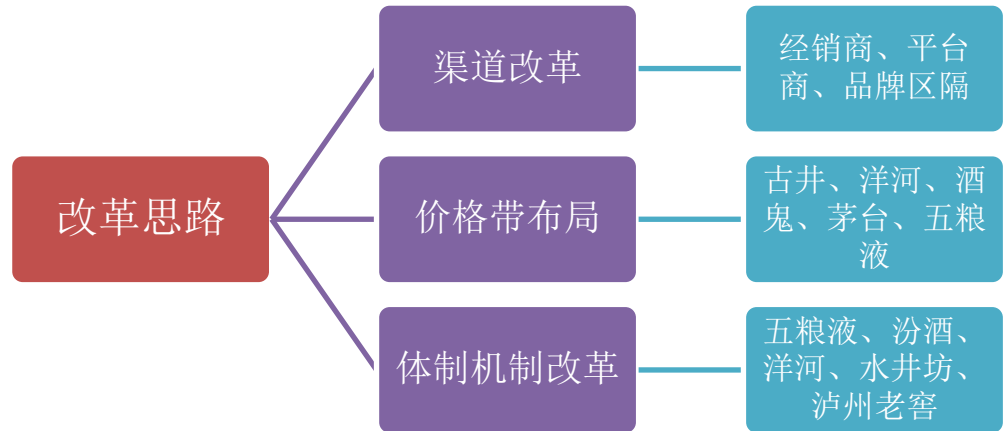 改革思路
渠道改革
经销商、平台
商、品牌区隔
价格带布局
古井、洋河、酒
鬼、茅台、五粮
液
体制机制改革
五粮液、汾酒、
洋河、水井坊、
泸州老窖